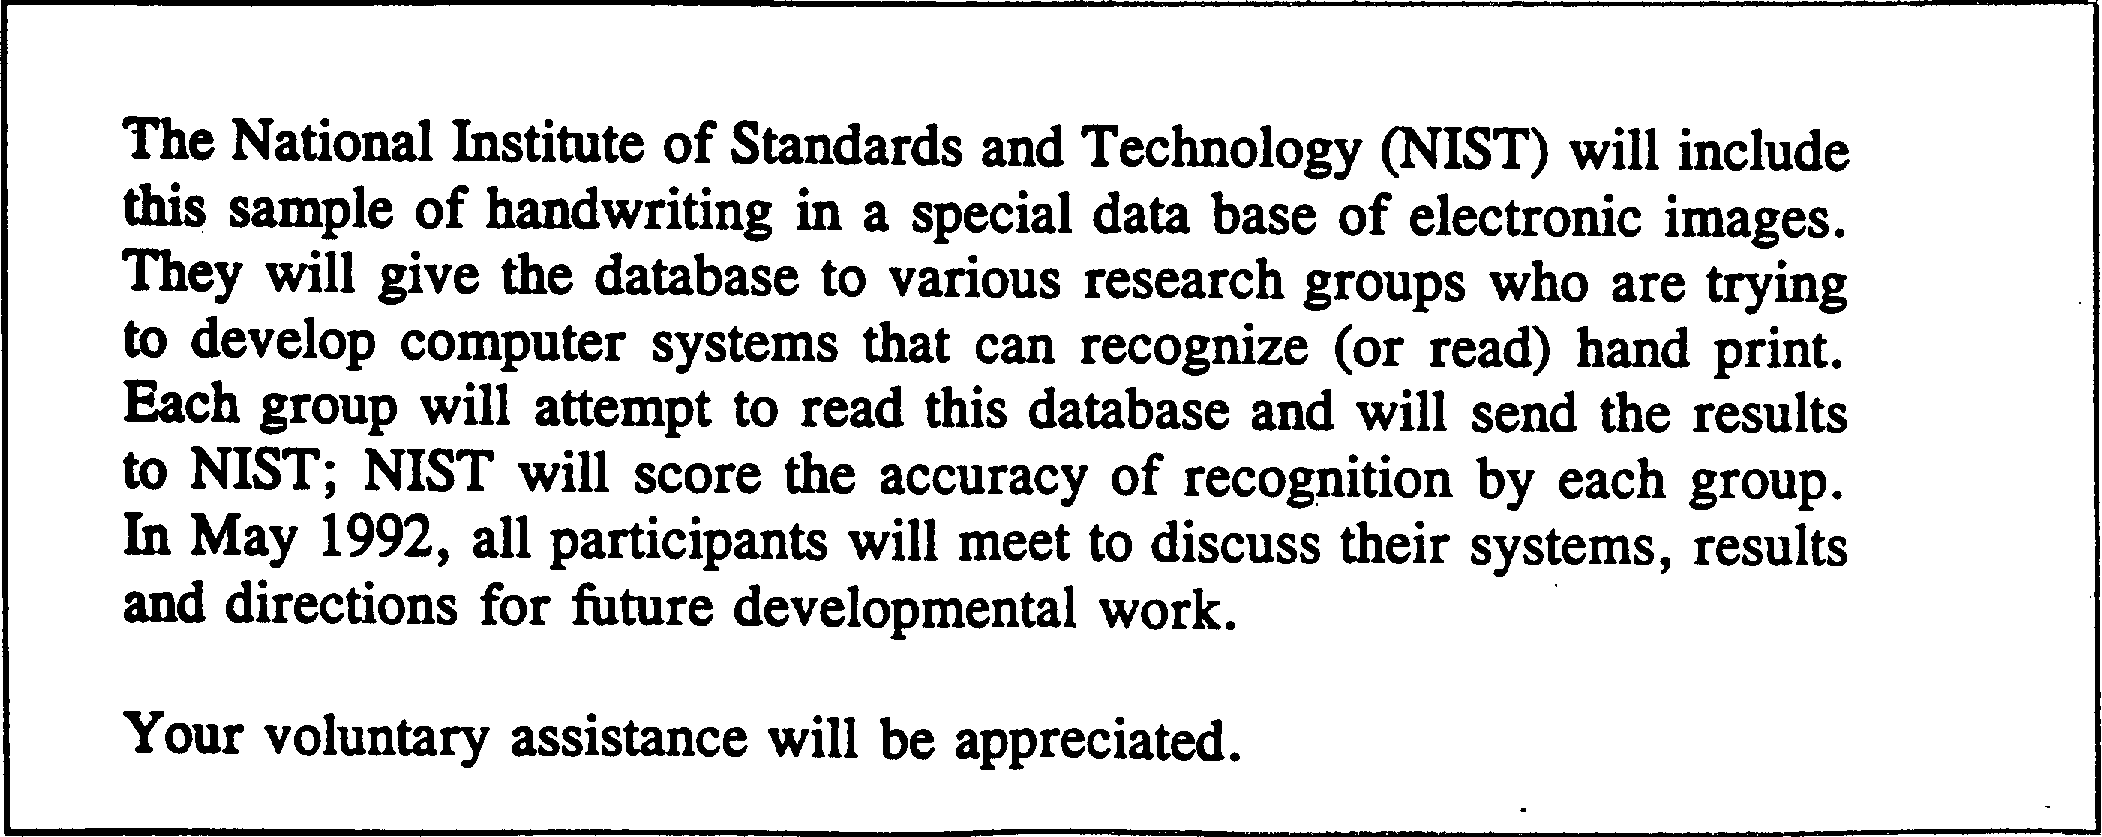 The National Institute of Standards and Technology (NIST) will include
this sample of handwriting in a special data base of electronic images.
They will give the database to various research groups who are trying
to develop computer systems that can recognize (or read) hand print.
Each group will attempt to read this database and will send the results
to NIST; NIST will score the accuracy of recognition by each group.
In May 1992, all participants will meet to discuss their systems, results
and directions for future developmental work.

Your voluntary assistance will be appreciated.